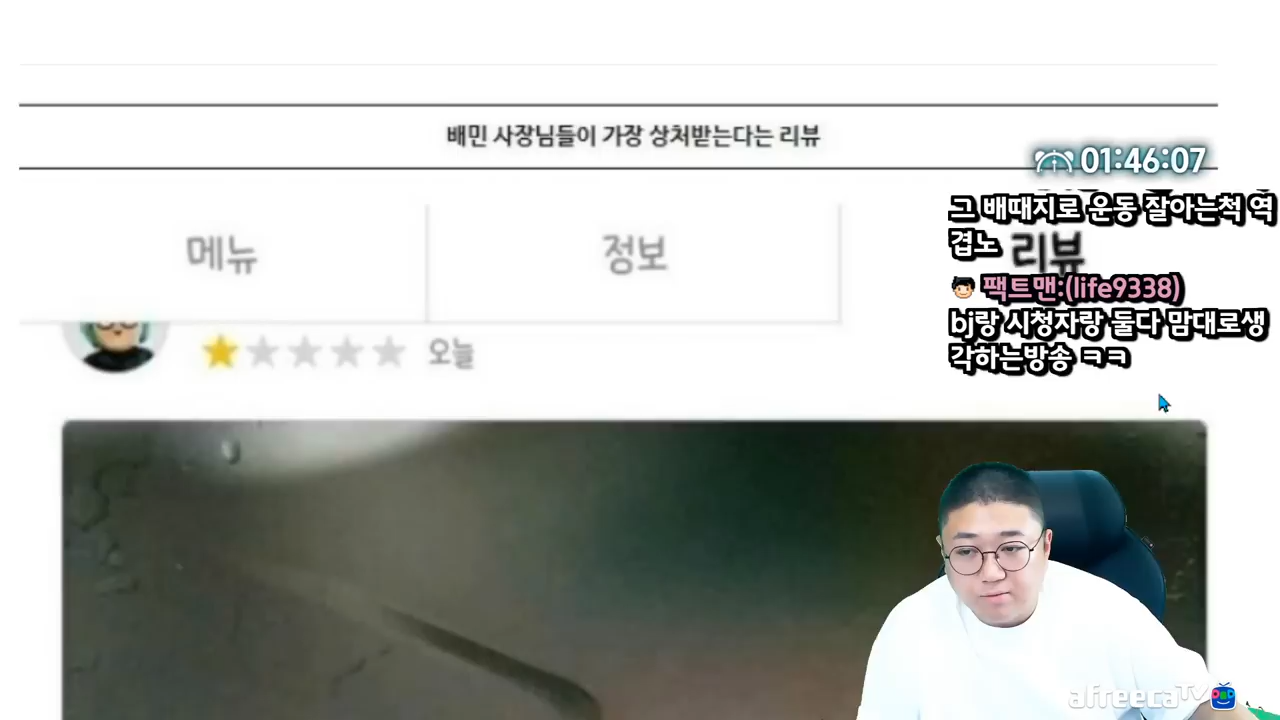 배민 사장님들이 가장 상처받는다는 리뷰
01:46:07
메뉴
정보
리뷰
그 배때지로 운동 잘아는척 역
겹노
팩트맨:(life9338)
bj랑 시청자랑 둘다 맘대로생
각하는방송 ㅋㅋ
오늘
afreecaTV